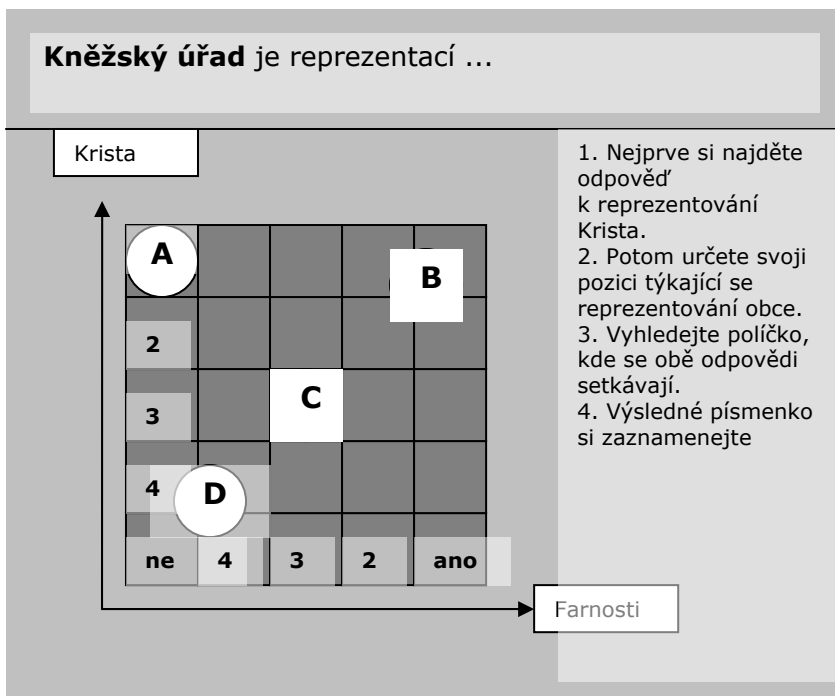 Kněžský úřad je reprezentací ...
Krista
A
B
2
C
3
4
D
ne 4 3 2 ano
Farnosti
1. Nejprve si najděte
odpověď
k reprezentování
Krista.
2. Potom určete svoji
pozici týkající se
reprezentování obce.
3. Vyhledejte políčko,
kde se obě odpovědi
setkávají.
4. Výsledné písmenko
si zaznamenejte